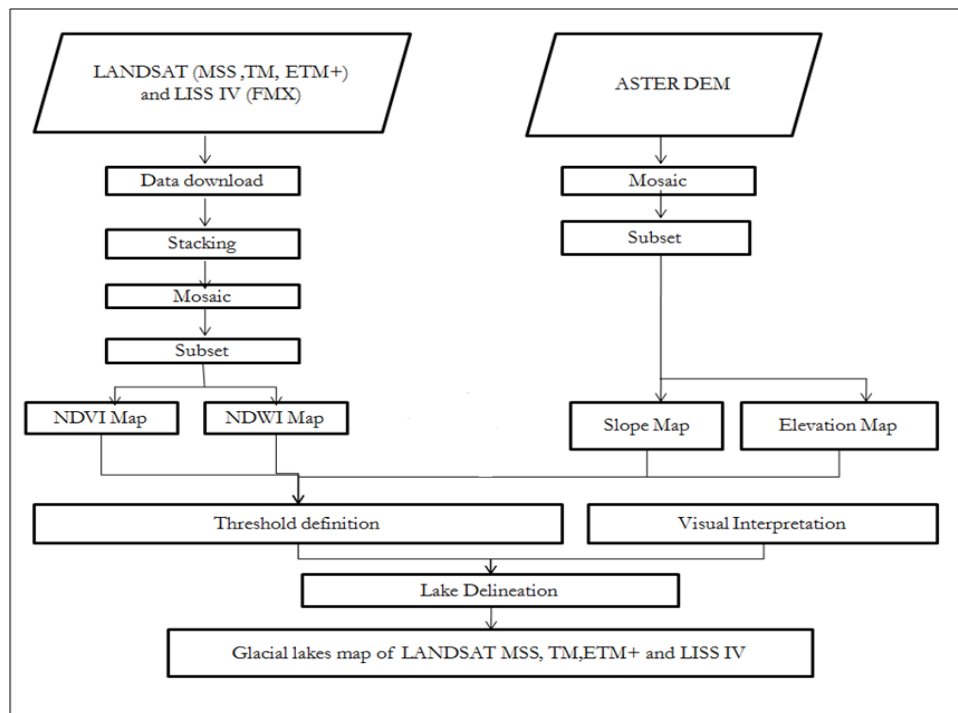 LANDSAT (MSS ,TM, ETM+)
and LISS IV (FMX)
Data download
Stacking
Mosaic
Subset
NDVI Map
NDWI Map
ASTER DEM
Mosaic
Subset
Slope Map
Elevation Map
Threshold definition
Visual Interpretation
Lake Delineation
Glacial lakes map of LANDSAT MSS, TM,ETM+ and LISS IV